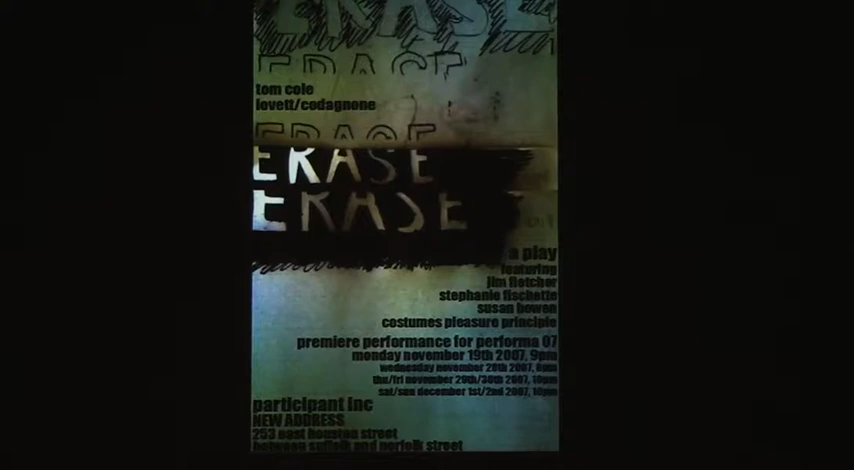 ERASE
ERASE
tom cole
lovett/codagnone
ERASE
ERASE
ERASE
a play
featuring
jim fletcher
stephanie fischette
susan bowen
costumes pleasure principle
premiere performance for performa 07
monday november 19th 2007, 9pm
wednesday november 28th 2007, 8pm
thu/fri november 29th/30th 2007, 10pm
sat/sun december 1st/2nd 2007, 10pm
participant inc
NEW ADDRESS
253 east houston street
between suffolk and norfolk street